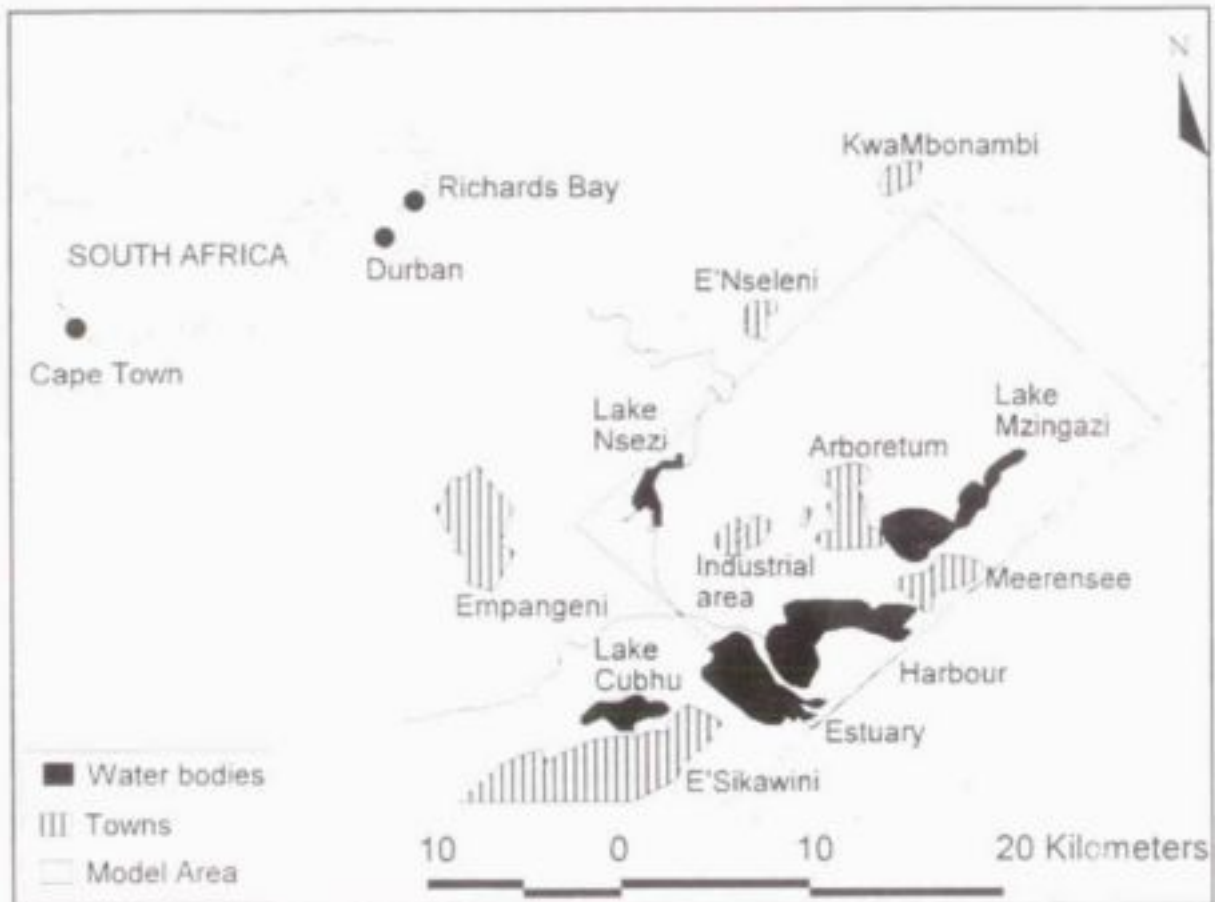 N
KwaMbonambi
Richards Bay
SOUTH AFRICA
Durban
E'Nseleni
Cape Town
Lake
Nsezi
Lake
Mzingazi
Arboretum
Industrial
area
Meerensee
Empangeni
Lake
Cubhu
Harbour
Estuary
E'Sikawini
Water bodies
Towns
Model Area
10 0 10 20 Kilometers